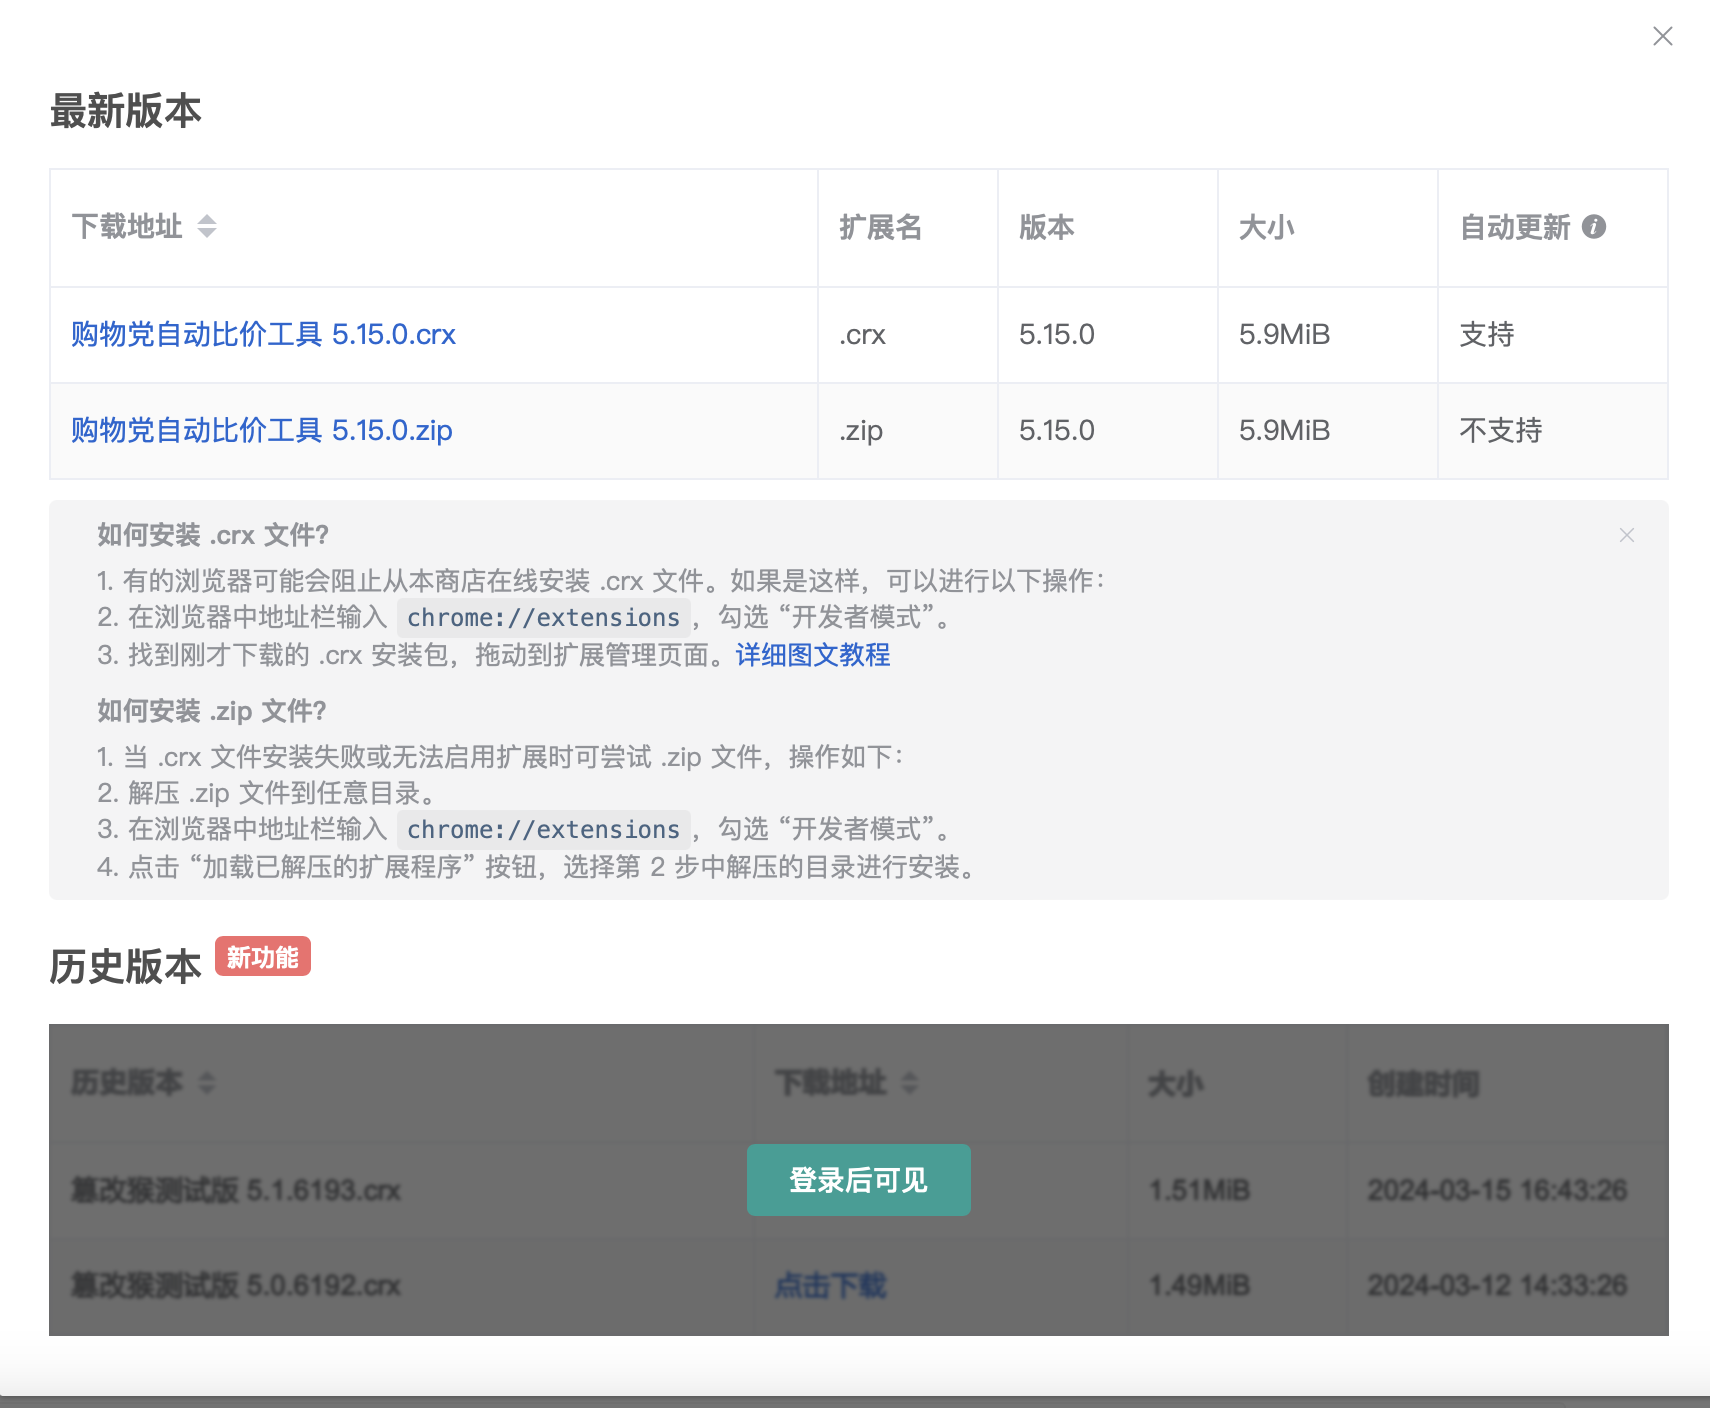 最新版本
下载地址 扩展名 版本 大小 自动更新
购物党自动比价工具 5.15.0.crx .crx 5.15.0 5.9MiB 支持
购物党自动比价工具 5.15.0.zip .zip 5.15.0 5.9MiB 不支持
如何安装 .crx 文件?
1. 有的浏览器可能会阻止从本商店在线安装 .crx 文件。如果是这样，可以进行以下操作：
2. 在浏览器中地址栏输入 chrome://extensions ，勾选 “开发者模式”。
3. 找到刚才下载的 .crx 安装包，拖动到扩展管理页面。详细图文教程
如何安装 .zip 文件?
1. 当 .crx 文件安装失败或无法启用扩展时可尝试 .zip 文件，操作如下：
2. 解压 .zip 文件到任意目录。
3. 在浏览器中地址栏输入 chrome://extensions ，勾选 “开发者模式”。
4. 点击 “加载已解压的扩展程序” 按钮，选择第 2 步中解压的目录进行安装。
历史版本 新功能
历史版本 下载地址 大小 创建时间
登录后可见
篡改猴测试版 5.1.6193.crx 1.51MiB 2024-03-15 16:43:26
篡改猴测试版 5.0.6192.crx 点击下载 1.49MiB 2024-03-12 14:33:26